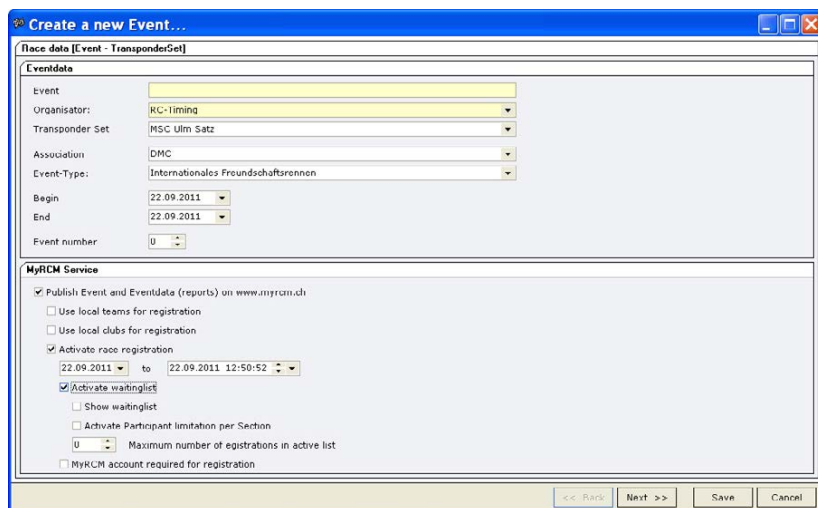 Create a new Event...
Race data [Event - TransponderSet]
Eventdata
Event
Organisator: RC-Timing
Transponder Set MSC Ulm Satz
Association DMC
Event-Type: Internationales Freundschaftsrennen
Begin 22.09.2011
End 22.09.2011
Event number 0
MyRCM Service
Publish Event and Eventdata (reports) on www.myrcm.ch
Use local teams for registration
Use local clubs for registration
Activate race registration
22.09.2011 to 22.09.2011 12:50:52
Activate waitinglist
Show waitinglist
Activate Participant limitation per Section
0 Maximum number of egistrations in active list
MyRCM account required for registration
<< Back Next >> Save Cancel